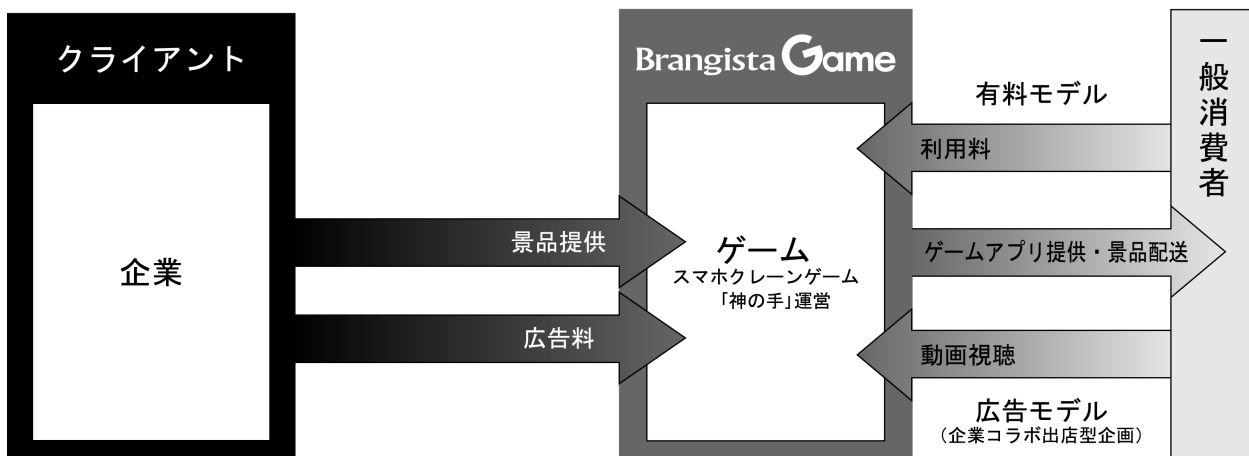 クライアント
企業
景品提供
広告料
Brangista Game
ゲーム
スマホクレーンゲーム
「神の手」運営
有料モデル
利用料
ゲームアプリ提供・景品配送
動画視聴
広告モデル
(企業コラボ出店型企画)
一般消費者